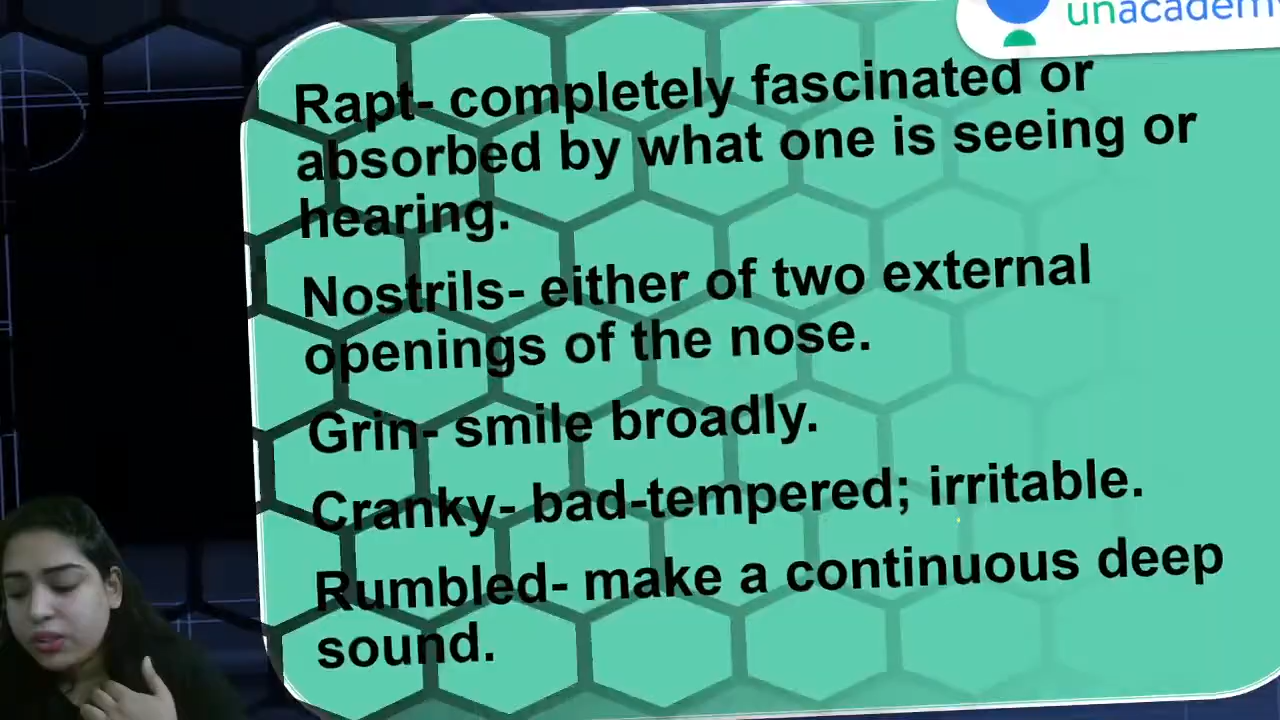 unacademy
Rapt- completely fascinated or
absorbed by what one is seeing or
hearing.
Nostrils- either of two external
openings of the nose.
Grin- smile broadly.
Cranky- bad-tempered; irritable.
Rumbled- make a continuous deep
sound.